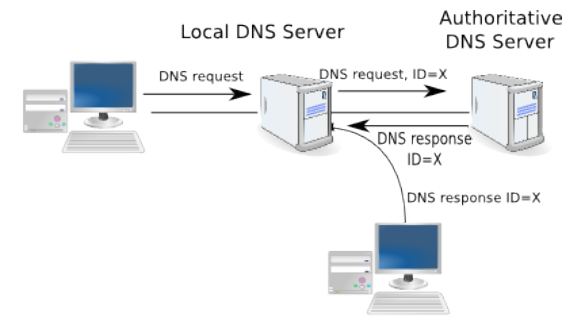 Authoritative
DNS Server
Local DNS Server
DNS request
DNS request, ID=X
DNS response
ID=X
DNS response ID=X